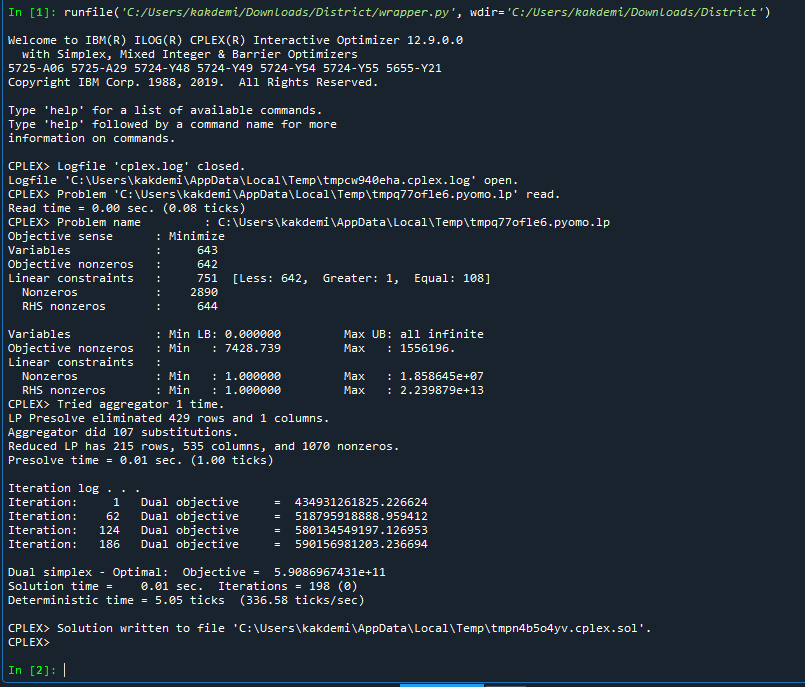 In [1]: runfile('C:/Users/kakdemi/Downloads/District/wrapper.py', wdir='C:/Users/kakdemi/Downloads/District')
Welcome to IBM(R) ILOG(R) CPLEX(R) Interactive Optimizer 12.9.0.0
  with Simplex, Mixed Integer & Barrier Optimizers
5725-A06 5725-A29 5724-Y48 5724-Y49 5724-Y54 5724-Y55 5655-Y21
Copyright IBM Corp. 1988, 2019.  All Rights Reserved.
Type 'help' for a list of available commands.
Type 'help' followed by a command name for more
information on commands.
CPLEX> Logfile 'cplex.log' closed.
Logfile 'C:\Users\kakdemi\AppData\Local\Temp\tmpcw940eha.cplex.log' open.
CPLEX> Problem 'C:\Users\kakdemi\AppData\Local\Temp\tmpq77ofle6.pyomo.lp' read.
Read time = 0.00 sec. (0.08 ticks)
CPLEX> Problem name         : C:\Users\kakdemi\AppData\Local\Temp\tmpq77ofle6.pyomo.lp
Objective sense      : Minimize
Variables            :     643
Objective nonzeros   :     642
Linear constraints   :     751  [Less: 642,  Greater: 1,  Equal: 108]
  Nonzeros           :    2890
  RHS nonzeros       :     644
Variables            : Min LB: 0.000000         Max UB: all infinite
Objective nonzeros   : Min   : 7428.739         Max   : 1556196.
Linear constraints   :
  Nonzeros           : Min   : 1.000000         Max   : 1.858645e+07
  RHS nonzeros       : Min   : 1.000000         Max   : 2.239879e+13
CPLEX> Tried aggregator 1 time.
LP Presolve eliminated 429 rows and 1 columns.
Aggregator did 107 substitutions.
Reduced LP has 215 rows, 535 columns, and 1070 nonzeros.
Presolve time = 0.01 sec. (1.00 ticks)
Iteration log . . .
Iteration:     1   Dual objective     =  434931261825.226624
Iteration:    62   Dual objective     =  518795918888.959412
Iteration:   124   Dual objective     =  580134549197.126953
Iteration:   186   Dual objective     =  590156981203.236694
Dual simplex - Optimal:  Objective =  5.9086967431e+11
Solution time =    0.01 sec.  Iterations = 198 (0)
Deterministic time = 5.05 ticks  (336.58 ticks/sec)
CPLEX> Solution written to file 'C:\Users\kakdemi\AppData\Local\Temp\tmpn4b5o4yv.cplex.sol'.
CPLEX>
In [2]: